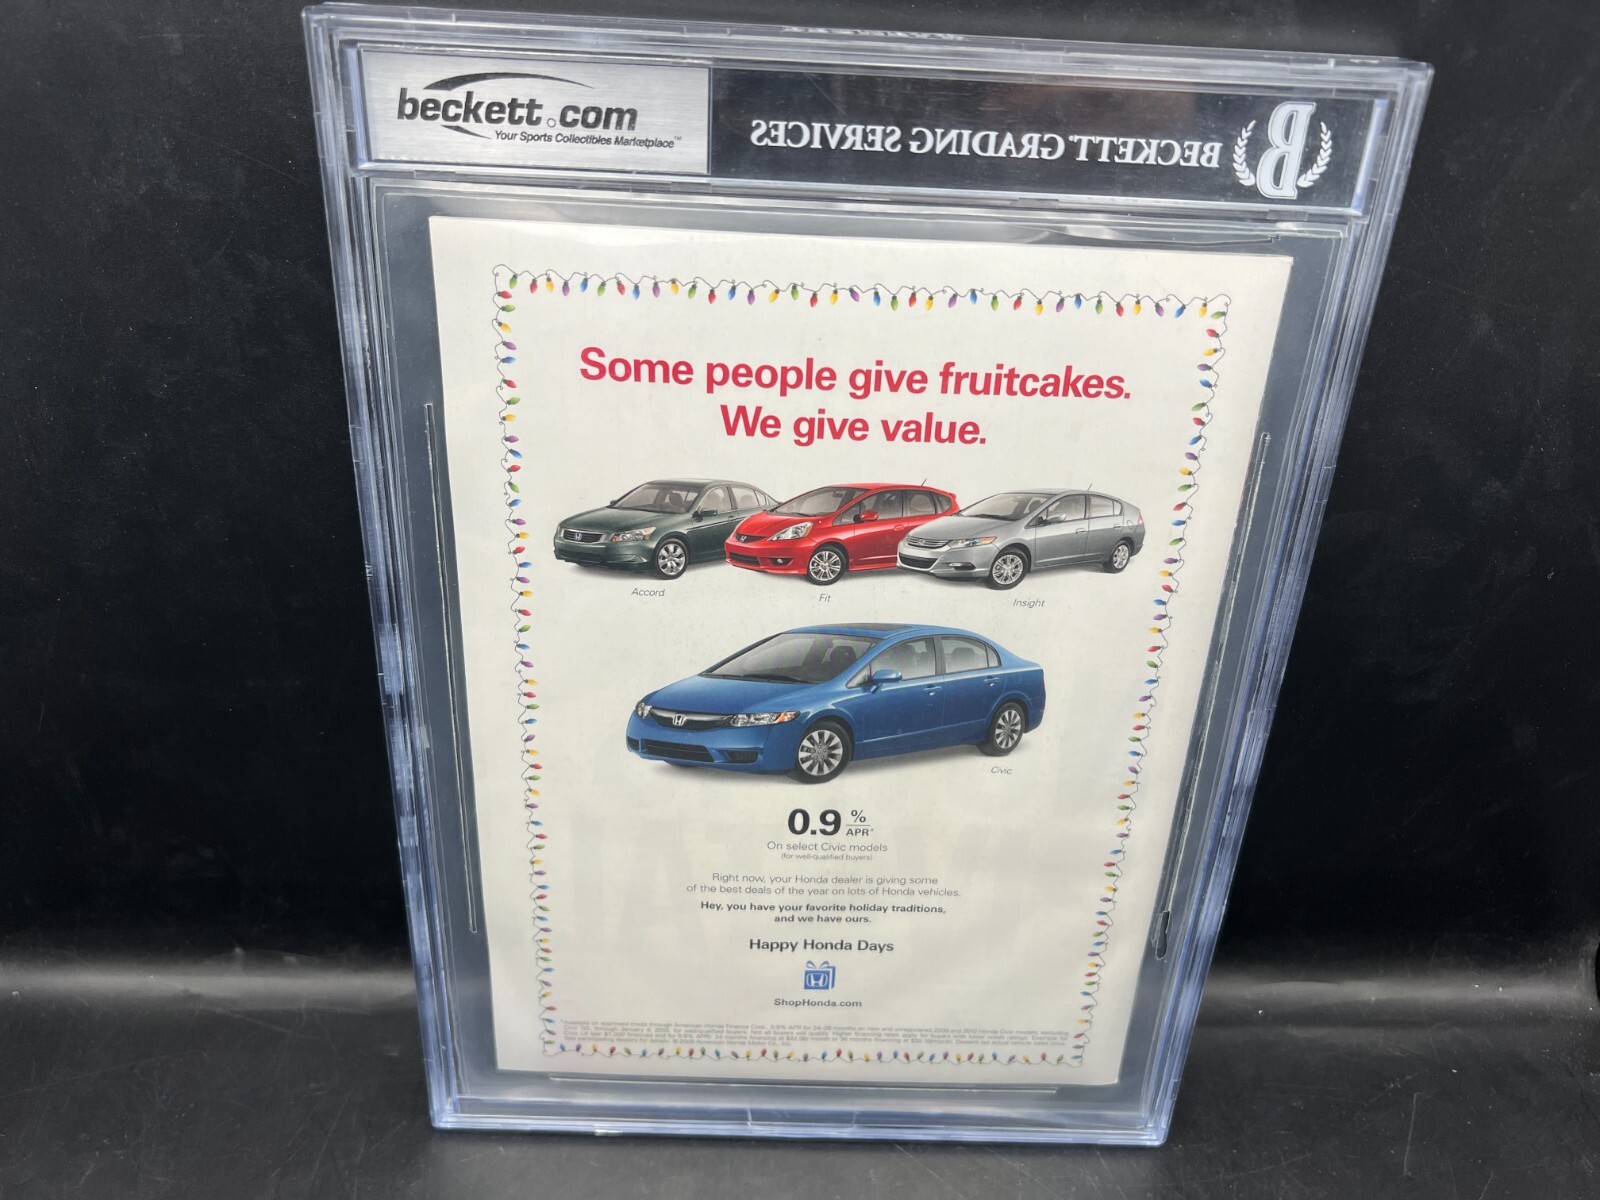 beckett.com
Your Sports Collectibles Marketplace™
BECKETT GRADING SERVICES
B
Some people give fruitcakes.
We give value.
Accord
Fit
Insight
Civic
0.9% APR*
On select Civic models
(for well-qualified buyers)
Right now, your Honda dealer is giving some
of the best deals of the year on lots of Honda vehicles.
Hey, you have your favorite holiday traditions,
and we have ours.
Happy Honda Days
ShopHonda.com